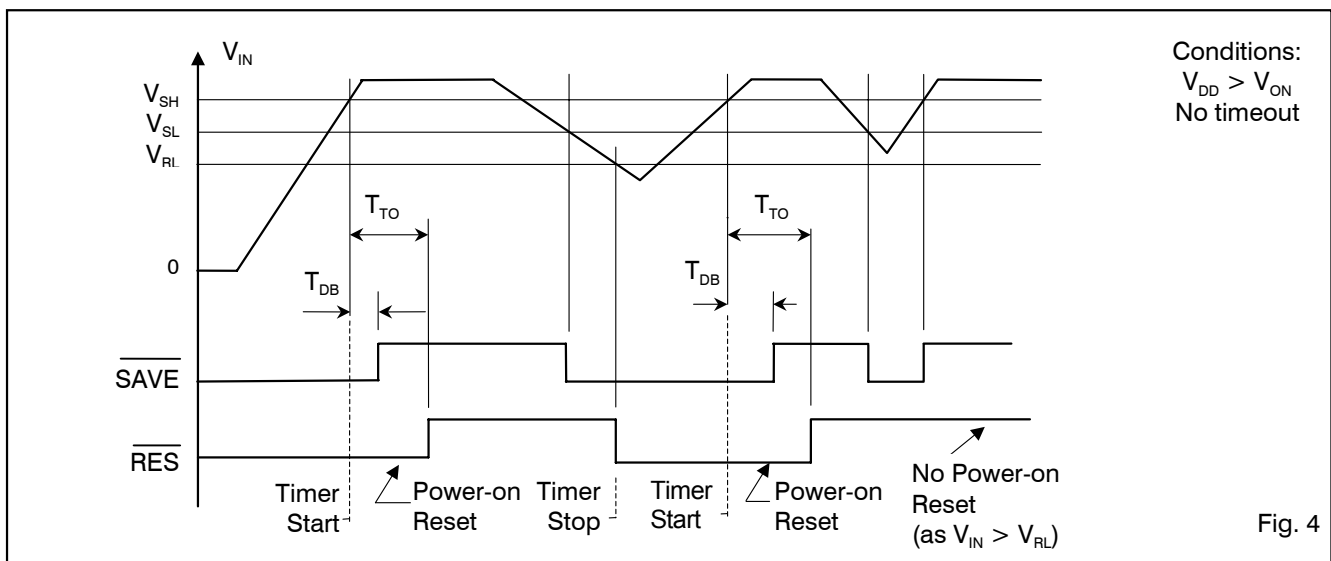 V_IN
Conditions:
V_DD > V_ON
No timeout
V_SH
V_SL
V_RL
T_TO
T_TO
0
T_DB
T_DB
SAVE
RES
Timer
Start
Power-on
Reset
Timer
Stop
Timer
Start
Power-on
Reset
No Power-on
Reset
(as V_IN > V_RL)
Fig. 4